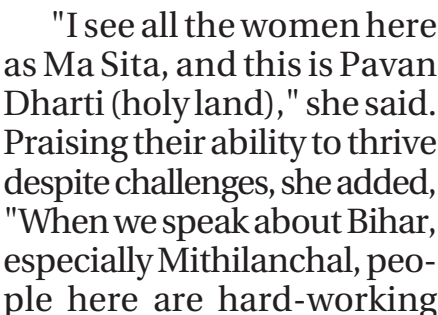 "I see all the women here
as Ma Sita, and this is Pavan
Dharti (holy land)," she said.
Praising their ability to thrive
despite challenges, she added,
"When we speak about Bihar,
especially Mithilanchal, peo-
ple here are hard-working